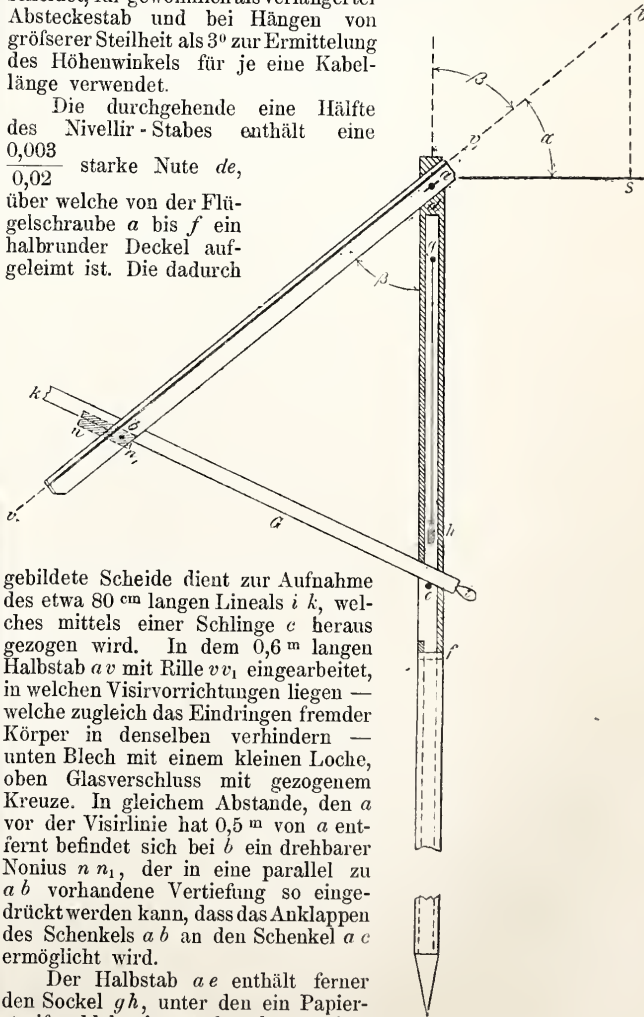 Absteckestab und bei Hängen von
gröfserer Steilheit als 3⁰ zur Ermittelung
des Höhenwinkels für je eine Kabel-
länge verwendet.
Die durchgehende eine Hälfte
des Nivellir-Stabes enthält eine
0,003
0,02
starke Nute de,
über welche von der Flü-
gelschraube a bis f ein
halbrunder Deckel auf-
geleimt ist. Die dadurch
β
v
α
a
S
g
β
k
b
n
n₁
v.
G
h
i
c
f
gebildete Scheide dient zur Aufnahme
des etwa 80 cm langen Lineals i k, wel-
ches mittels einer Schlinge c heraus
gezogen wird. In dem 0,6 m langen
Halbstab a v mit Rille v v₁ eingearbeitet,
in welchen Visirvorrichtungen liegen —
welche zugleich das Eindringen fremder
Körper in denselben verhindern —
unten Blech mit einem kleinen Loche,
oben Glasverschluss mit gezogenem
Kreuze. In gleichem Abstande, den a
vor der Visirlinie hat 0,5 m von a ent-
fernt befindet sich bei b ein drehbarer
Nonius n n₁, der in eine parallel zu
a b vorhandene Vertiefung so einge-
drückt werden kann, dass das Anklappen
des Schenkels a b an den Schenkel a c
ermöglicht wird.
Der Halbstab a e enthält ferner
den Sockel g h, unter den ein Papier-